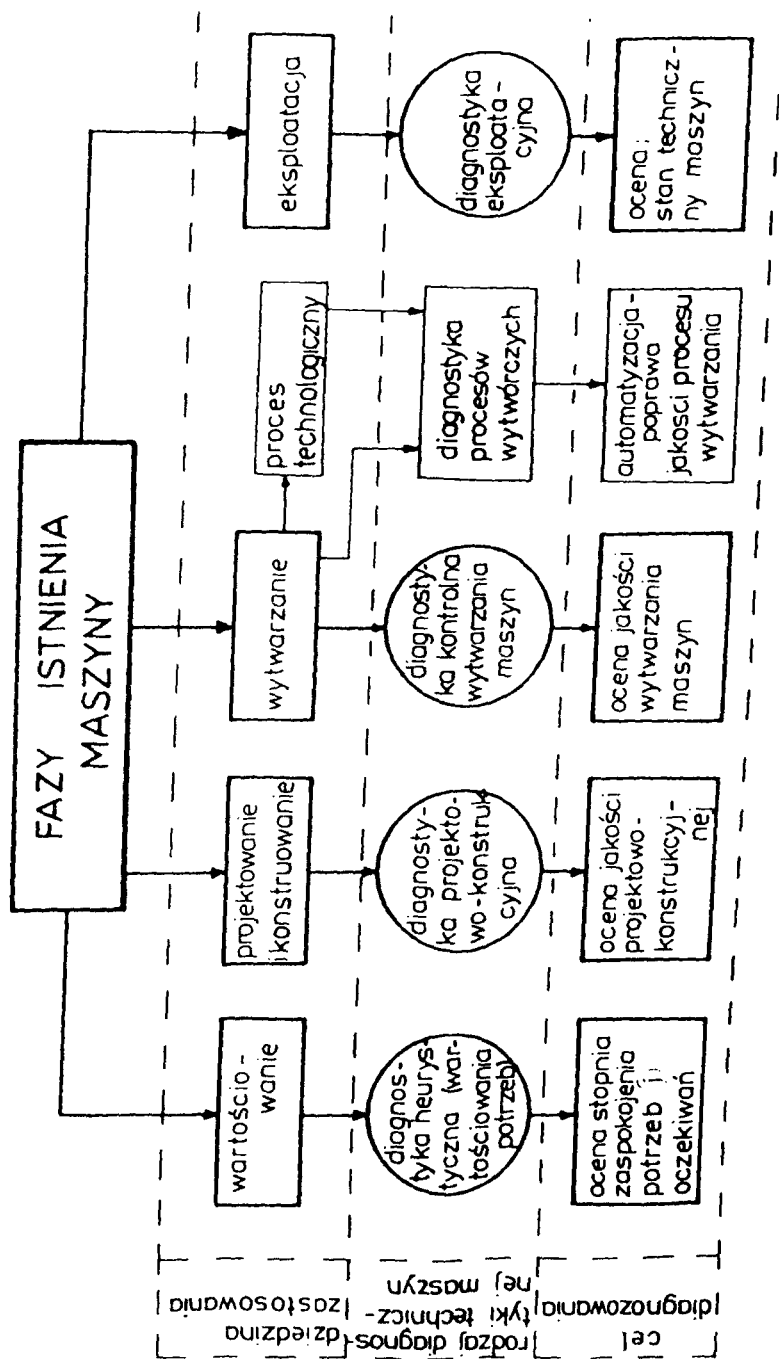 FAZY ISTNIENIA
MASZYNY
dziedzina
zastosowania
wartościo-
wanie
projektowanie
i konstruowanie
wytwarzanie
proces
technologiczny
eksploatacja
rodzaj diagnos-
tyki technicz-
nej maszyn
diagnos-
tyka heurys-
tyczna (war-
tościowania
potrzeb)
diagnosty-
ka projekto-
wo-konstruk
cyjna
diagnosty-
ka kontrolna
wytwarzania
maszyn
diagnostyka
procesów
wytwórczych
diagnostyka
eksploata-
cyjna
cel
diagnozowania
ocena stopnia
zaspokojenia
potrzeb i
oczekiwań
ocena jakości
projektowo-
konstrukcyj-
nej
ocena jakości
wytwarzania
maszyn
automatyzacja-
poprawa
jakości procesu
wytwarzania
ocena:
stan technicz-
ny maszyn